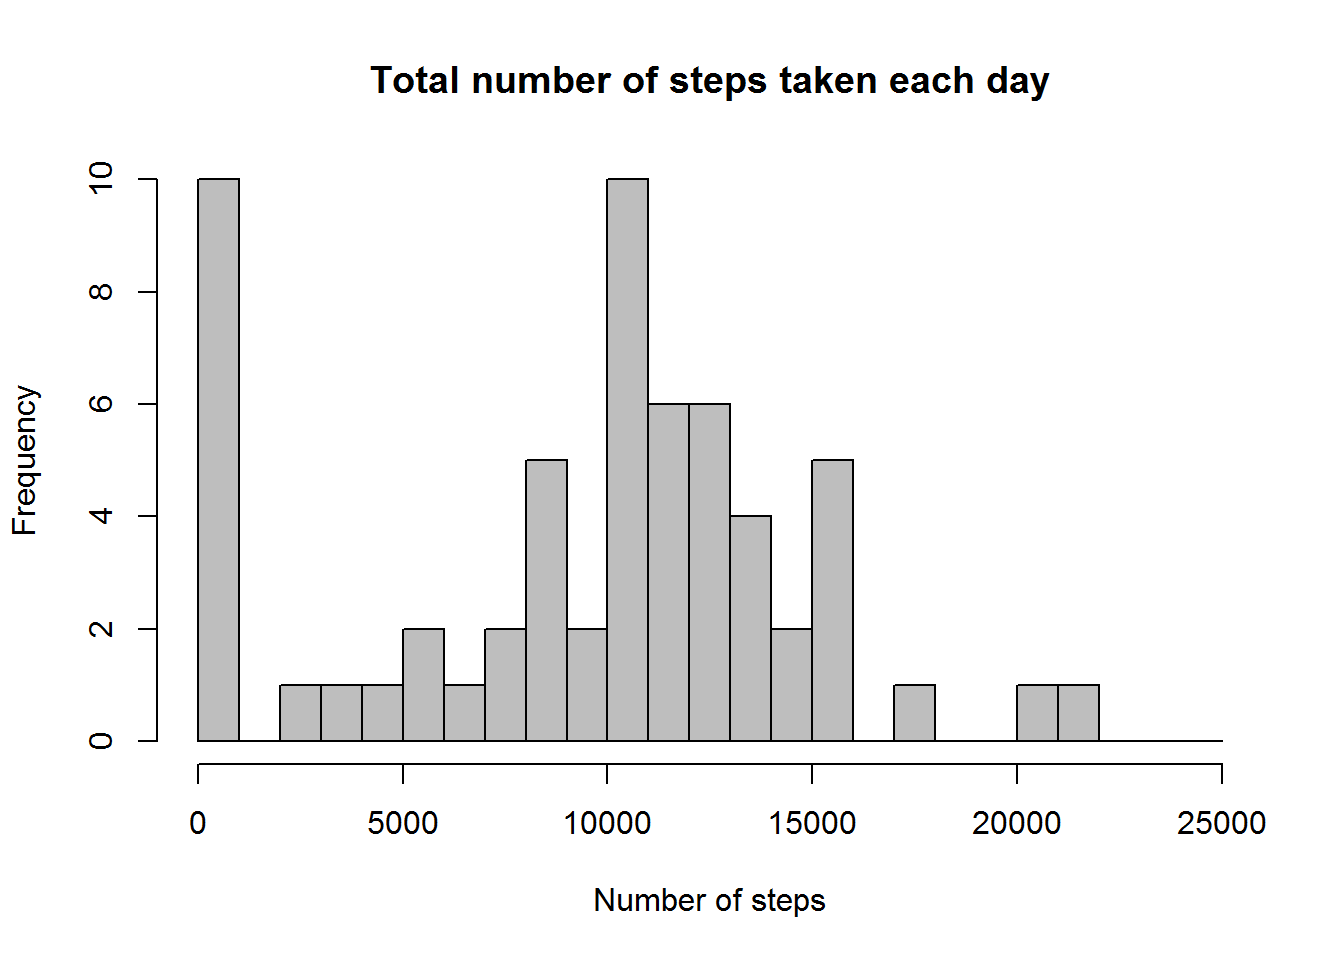 Total number of steps taken each day
Frequency
10
8
6
4
2
0
0 5000 10000 15000 20000 25000
Number of steps